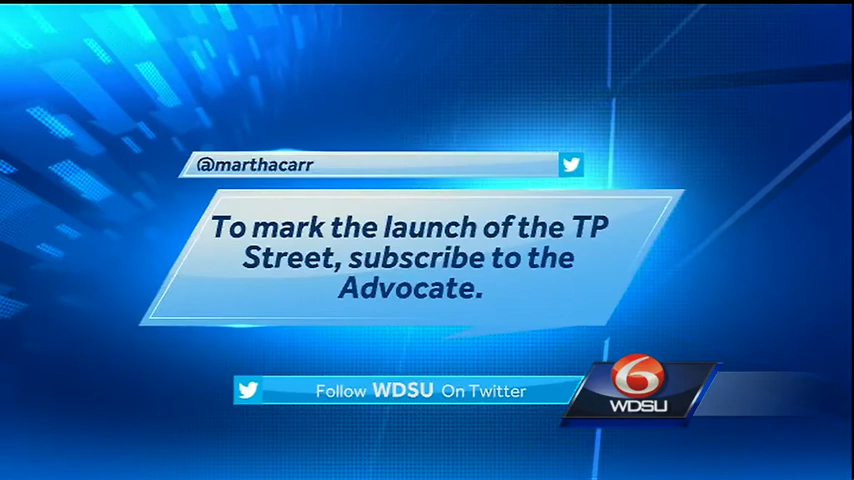 @marthacarr
To mark the launch of the TP
Street, subscribe to the
Advocate.
Follow WDSU On Twitter
6
WDSU